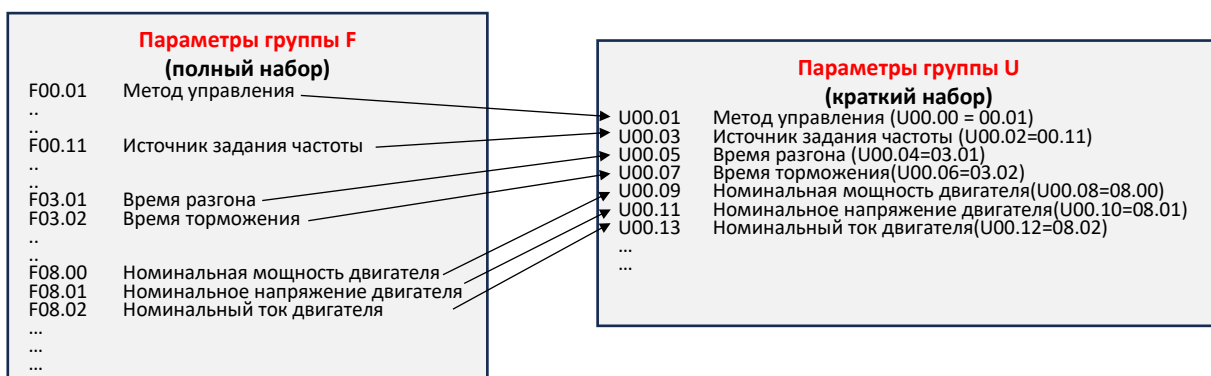 Параметры группы F
(полный набор)
F00.01 Метод управления
..
..
F00.11 Источник задания частоты
..
..
F03.01 Время разгона
F03.02 Время торможения
..
..
F08.00 Номинальная мощность двигателя
F08.01 Номинальное напряжение двигателя
F08.02 Номинальный ток двигателя
...
...
...
Параметры группы U
(краткий набор)
U00.01 Метод управления (U00.00 = 00.01)
U00.03 Источник задания частоты (U00.02=00.11)
U00.05 Время разгона (U00.04=03.01)
U00.07 Время торможения(U00.06=03.02)
U00.09 Номинальная мощность двигателя(U00.08=08.00)
U00.11 Номинальное напряжение двигателя(U00.10=08.01)
U00.13 Номинальный ток двигателя(U00.12=08.02)
...
...